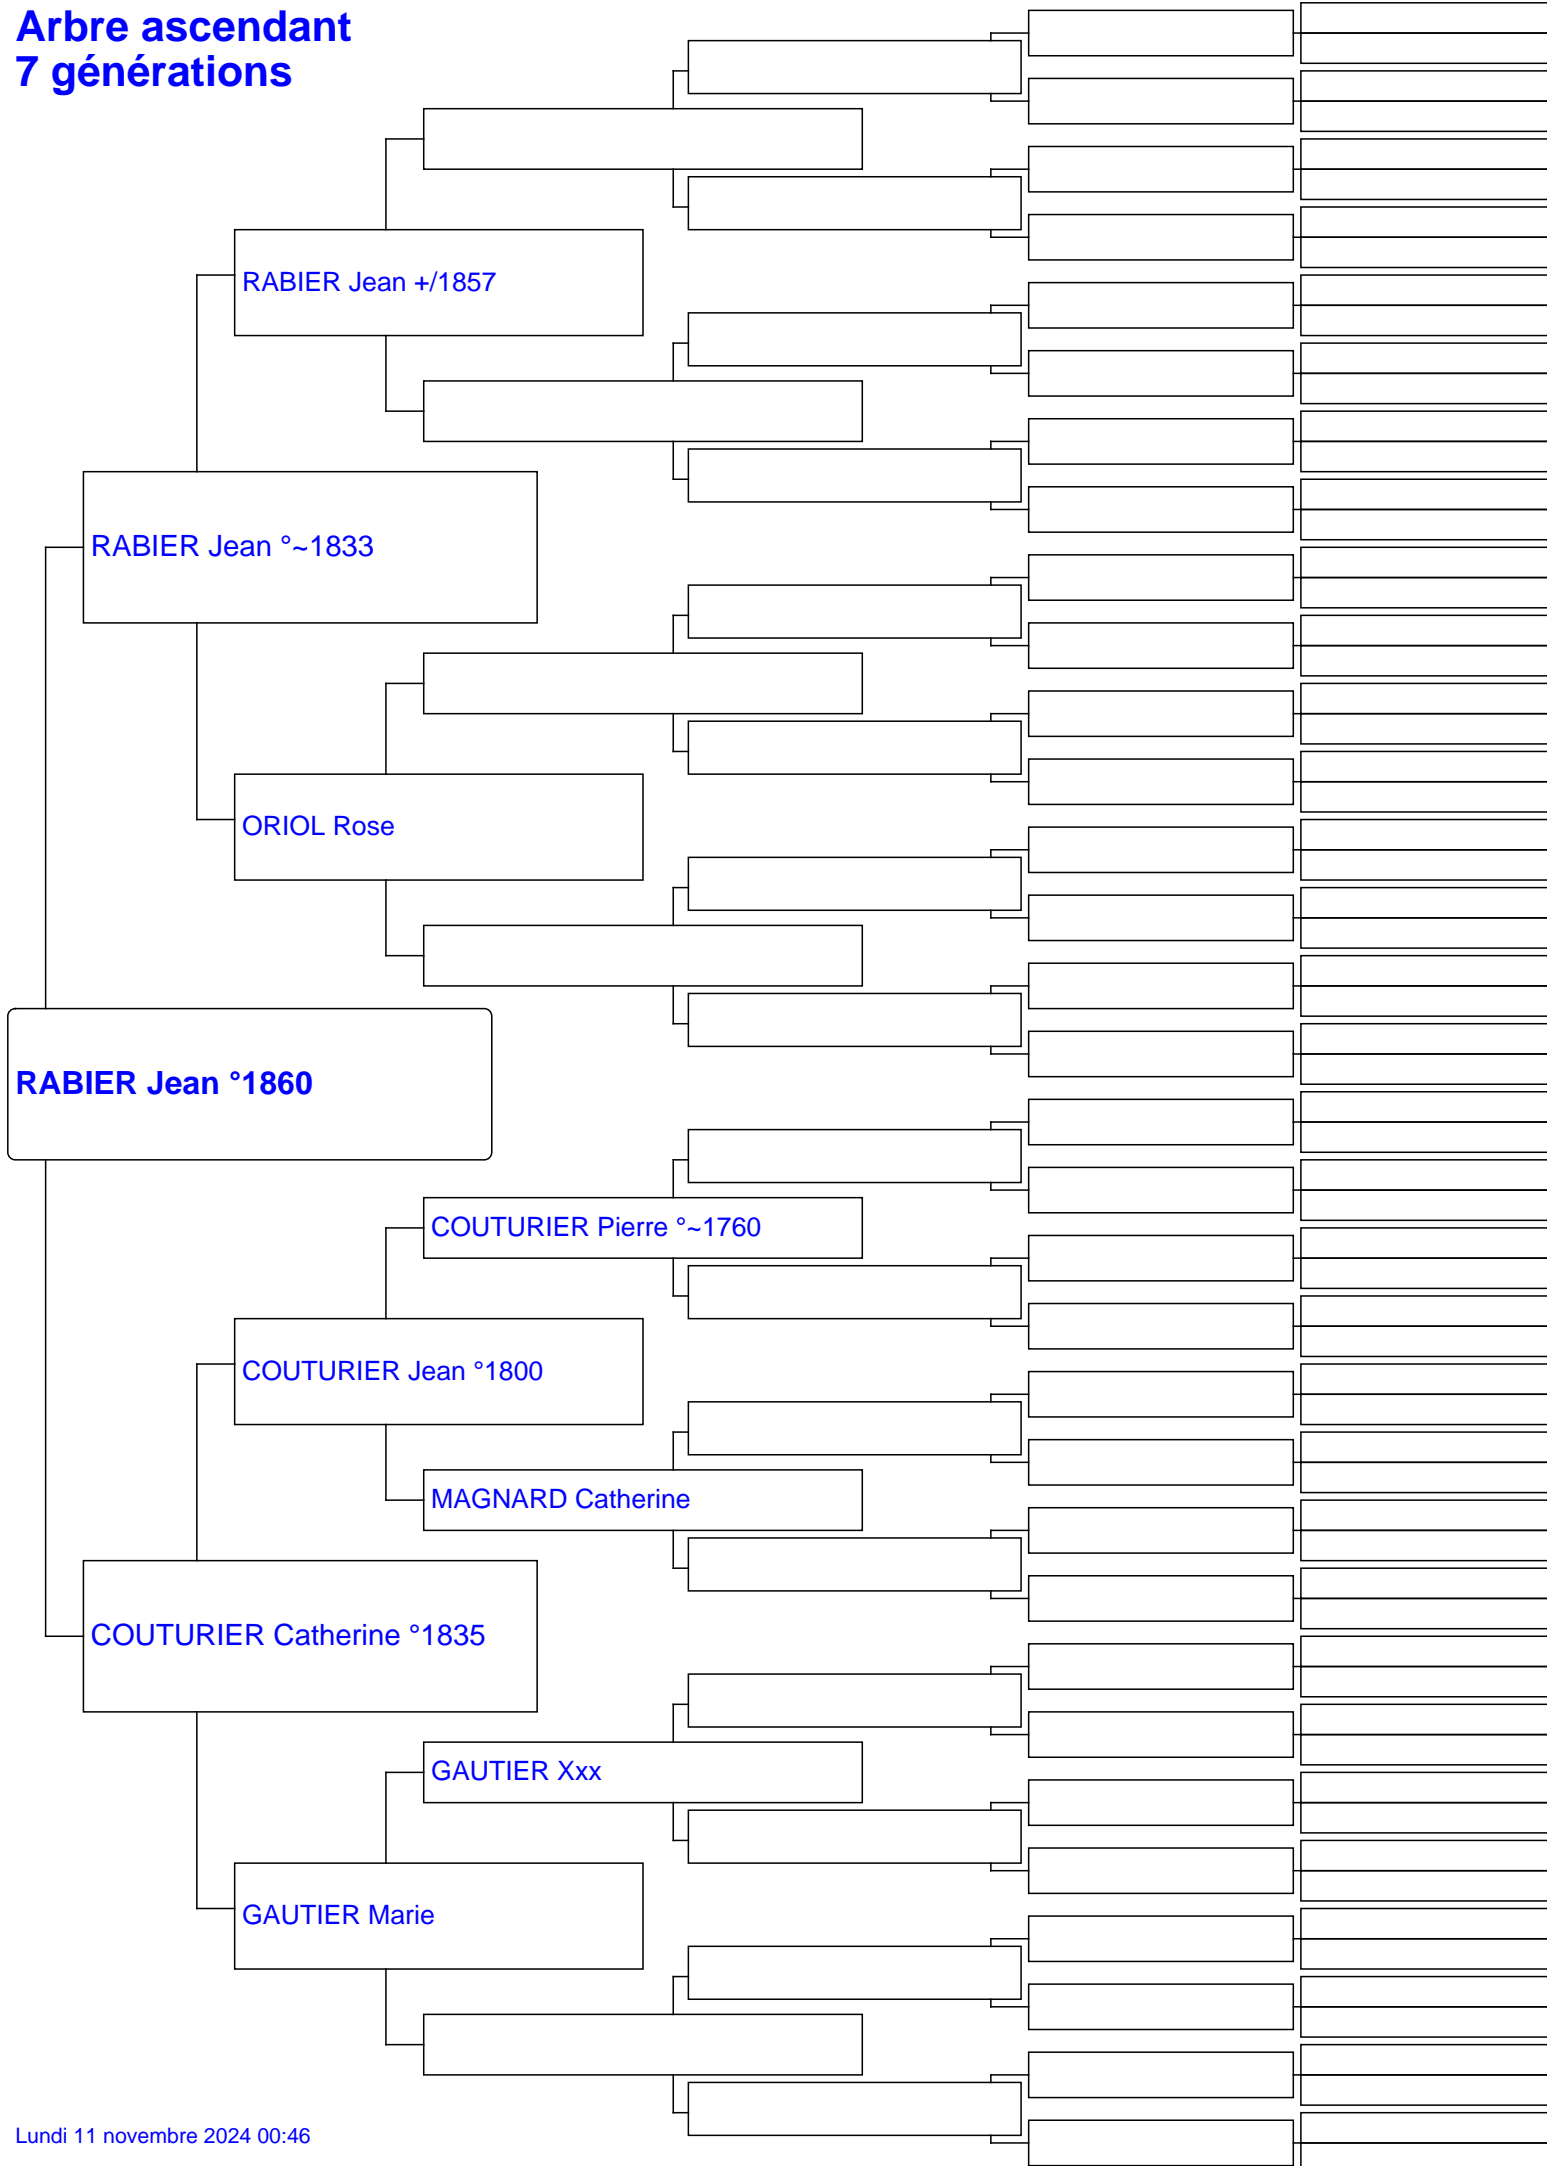 Arbre ascendant
7 générations
RABIER Jean +/1857
RABIER Jean °~1833
ORIOL Rose
RABIER Jean °1860
COUTURIER Pierre °~1760
COUTURIER Jean °1800
MAGNARD Catherine
COUTURIER Catherine °1835
GAUTIER Xxx
GAUTIER Marie
Lundi 11 novembre 2024 00:46